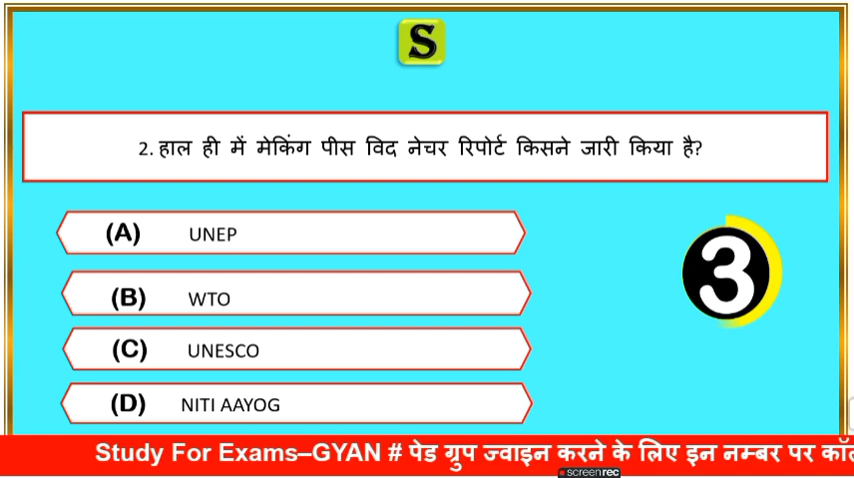 S
2. हाल ही में मेकिंग पीस विद नेचर रिपोर्ट किसने जारी किया है?
(A) UNEP
3
(B) WTO
(C) UNESCO
(D) NITI AAYOG
Study For Exams–GYAN # पेड ग्रुप ज्वाइन करने के लिए इन नम्बर पर
screenrec